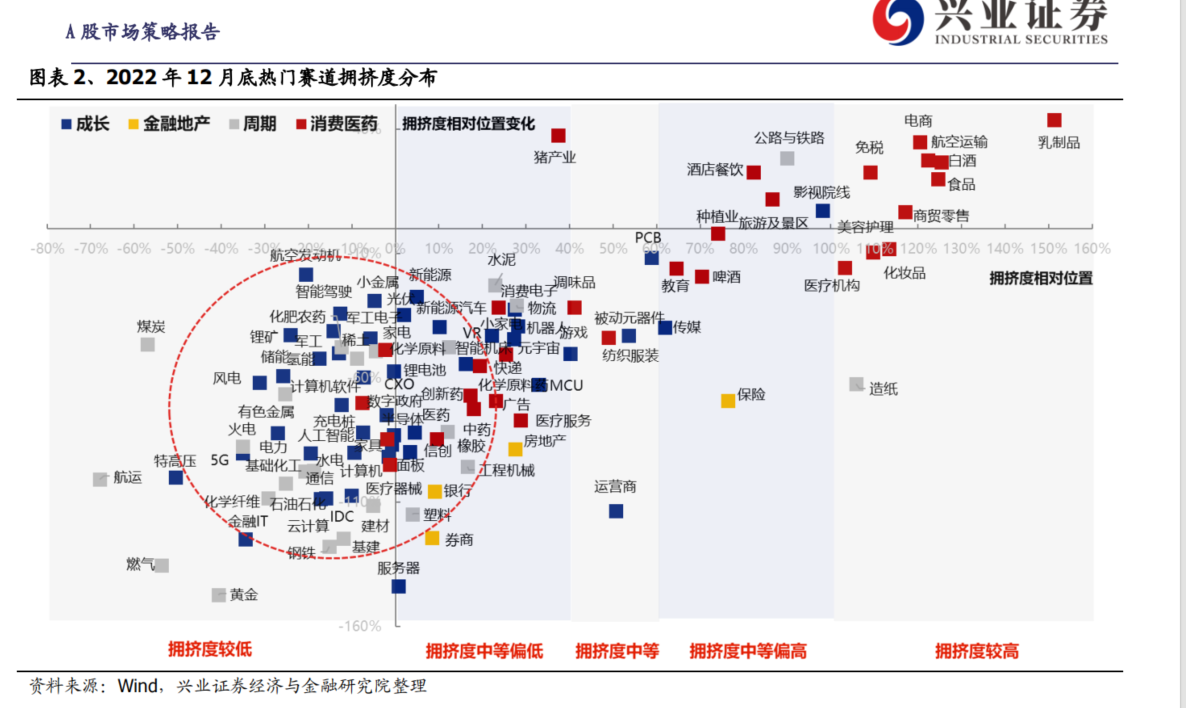 A 股市场策略报告
兴业证券
INDUSTRIAL SECURITIES
图表 2、2022 年 12 月底热门赛道拥挤度分布
成长 金融地产 周期 消费医药
拥挤度相对位置变化
猪产业
公路与铁路
酒店餐饮
影视院线
免税
电商
航空运输
白酒
食品
乳制品
商贸零售
种植业
旅游及景区
美容护理
-80% -70% -60% -50% -40% -30% -20% -10% 0% 10% 20% 30% 40% 50% 60% 70% 80% 90% 100% 110% 120% 130% 140% 150% 160%
PCB
教育
啤酒
医疗机构
化妆品
拥挤度相对位置
航空发动机
智能驾驶
小金属
新能源
光伏
新能源汽车
水泥
消费电子
物流
调味品
化肥农药
军工电子
煤炭
锂矿
军工
稀土
家电
VR
小家电
机器人
游戏
被动元器件
传媒
纺织服装
储能
氢能
化学原料
智能机床
元宇宙
风电
锂电池
快递
计算机软件
CXO
-60%
化学原料药
MCU
有色金属
数字政府
创新药
广告
保险
造纸
火电
充电桩
半导体
医药
中药
医疗服务
房地产
电力
人工智能
家具
信创
橡胶
特高压
5G
基础化工
水电
计算机
面板
工程机械
航运
通信
医疗器械
银行
运营商
化学纤维
石油石化
-110%
金融IT
云计算
IDC
建材
塑料
钢铁
基建
券商
燃气
服务器
黄金
-160%
拥挤度较低 拥挤度中等偏低 拥挤度中等 拥挤度中等偏高 拥挤度较高
资料来源：Wind，兴业证券经济与金融研究院整理